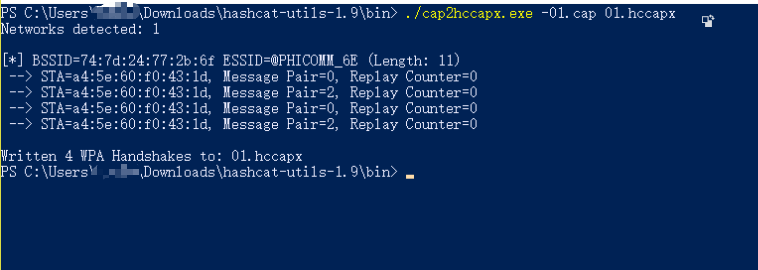 PS C:\Users\ \Downloads\hashcat-utils-1.9\bin> ./cap2hccapx.exe -01.cap 01.hccapx
Networks detected: 1
[*] BSSID=74:7d:24:77:2b:6f ESSID=@PHICOMM_6E (Length: 11)
--> STA=a4:5e:60:f0:43:1d, Message Pair=0, Replay Counter=0
--> STA=a4:5e:60:f0:43:1d, Message Pair=2, Replay Counter=0
--> STA=a4:5e:60:f0:43:1d, Message Pair=0, Replay Counter=0
--> STA=a4:5e:60:f0:43:1d, Message Pair=2, Replay Counter=0
Written 4 WPA Handshakes to: 01.hccapx
PS C:\Users\ \Downloads\hashcat-utils-1.9\bin>